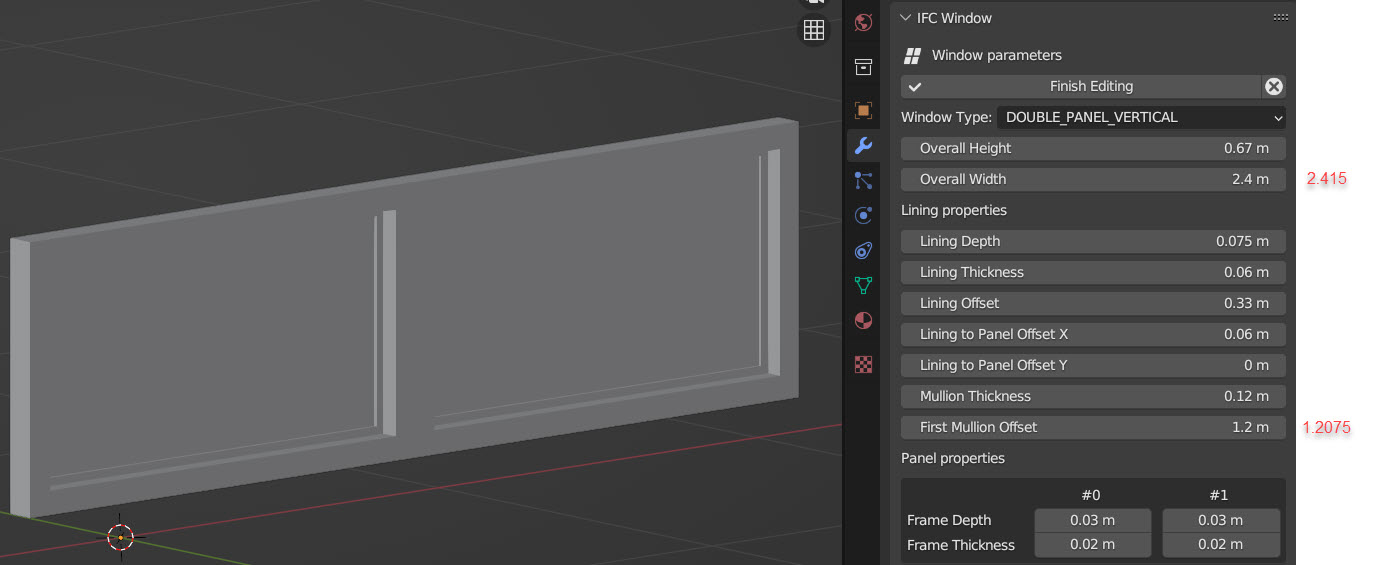 IFC Window
Window parameters
Finish Editing
Window Type: DOUBLE_PANEL_VERTICAL
Overall Height 0.67 m
Overall Width 2.4 m 2.415
Lining properties
Lining Depth 0.075 m
Lining Thickness 0.06 m
Lining Offset 0.33 m
Lining to Panel Offset X 0.06 m
Lining to Panel Offset Y 0 m
Mullion Thickness 0.12 m
First Mullion Offset 1.2 m 1.2075
Panel properties
#0 #1
Frame Depth 0.03 m 0.03 m
Frame Thickness 0.02 m 0.02 m